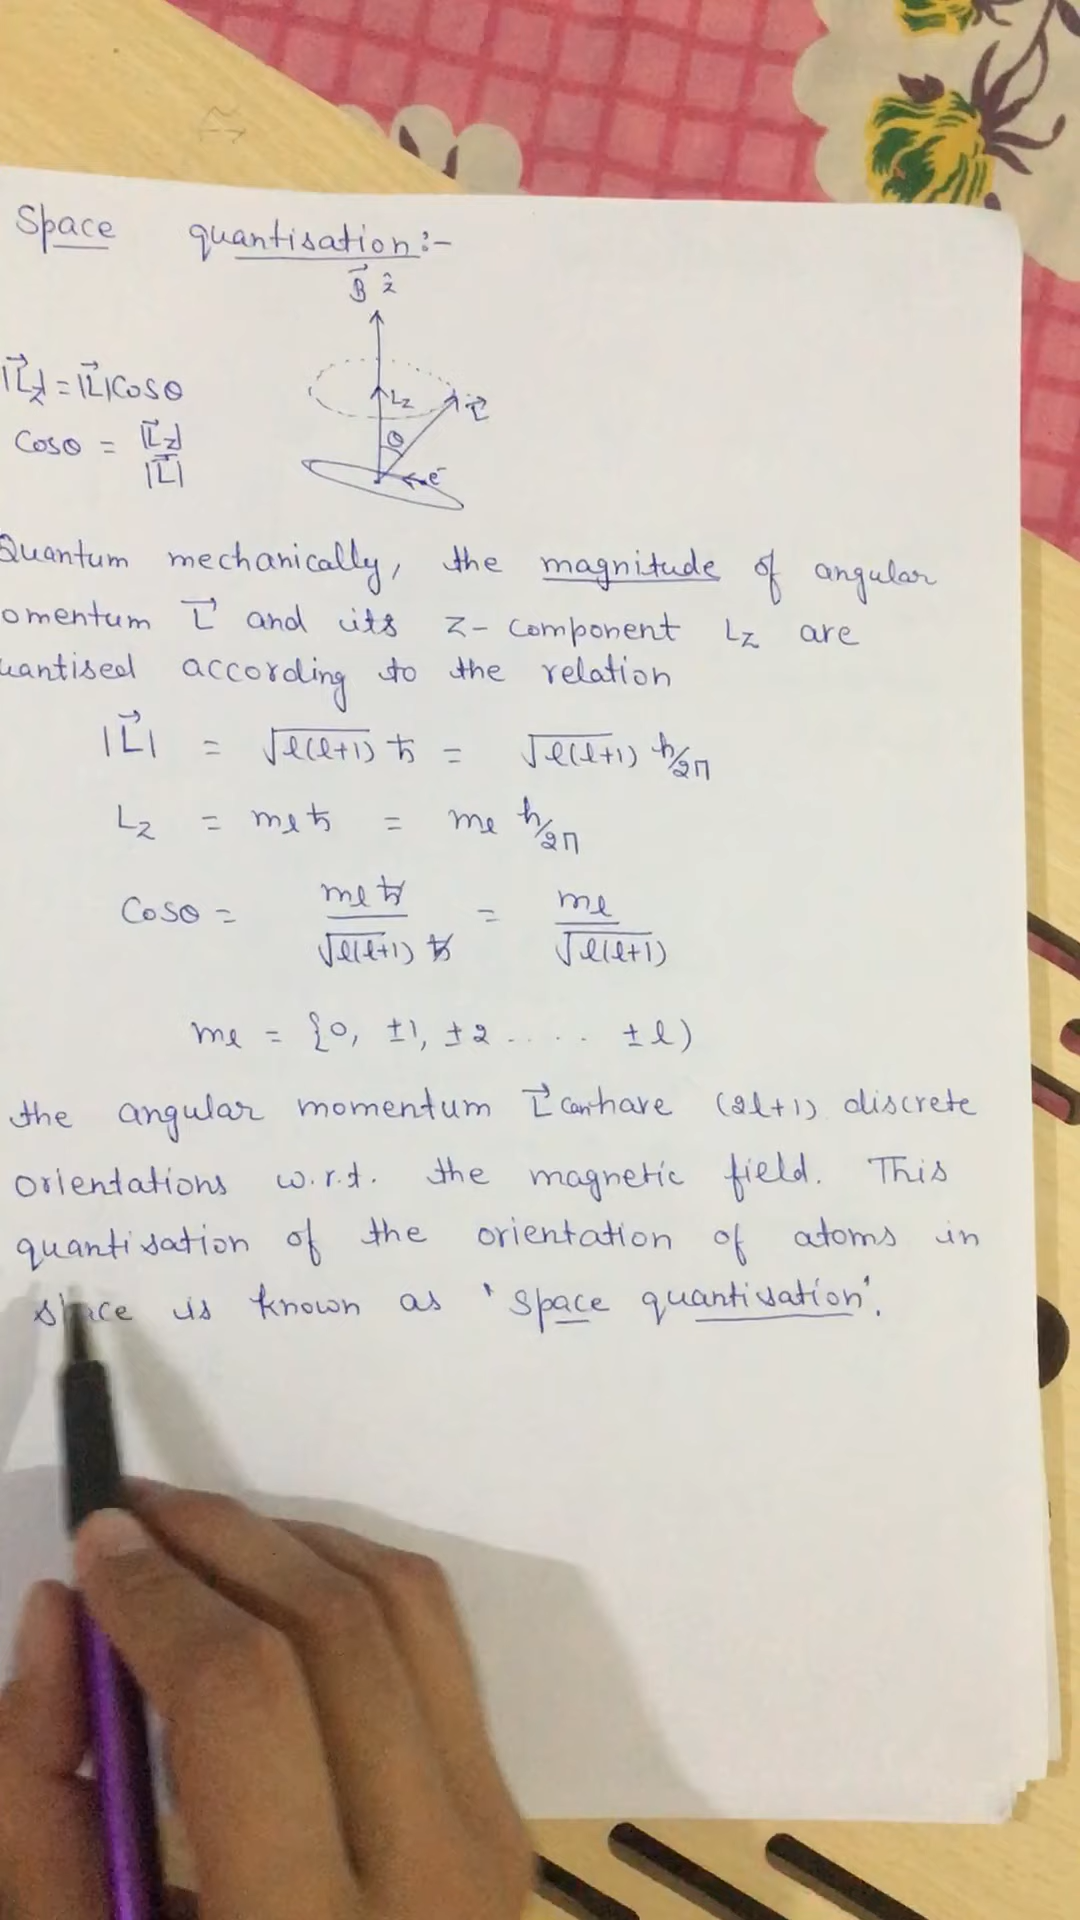 Space quantisation:-
B⃗ ẑ
|L⃗z| = |L⃗| Cosθ
Lz
L⃗
Cosθ = |L⃗z| / |L⃗|
θ
e⁻
Quantum mechanically, the magnitude of angular
omentum L⃗ and its z-component Lz are
uantised according to the relation
|L⃗| = √l(l+1) ħ = √l(l+1) h/2π
Lz = ml ħ = ml h/2π
Cosθ = ml ħ / √l(l+1) ħ = ml / √l(l+1)
ml = {0, ±1, ±2 ..... ±l)
the angular momentum L⃗ can have (2l+1) discrete
orientations w.r.t. the magnetic field. This
quantisation of the orientation of atoms in
space is known as 'space quantisation'.